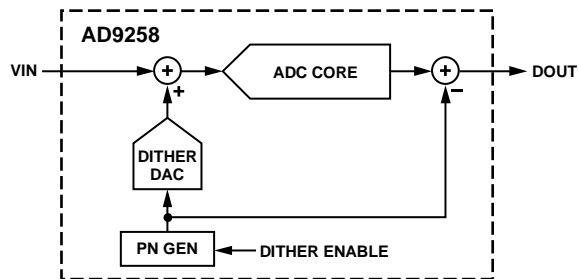 AD9258
VIN
+
+
ADC CORE
+
−
DOUT
DITHER
DAC
PN GEN
DITHER ENABLE